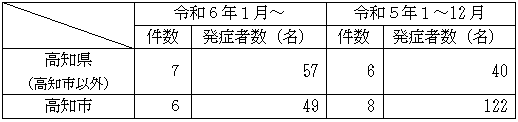 令和６年１月～ 令和５年１～12月
件数 発症者数（名） 件数 発症者数（名）
高知県
（高知市以外） 7 57 6 40
高知市 6 49 8 122